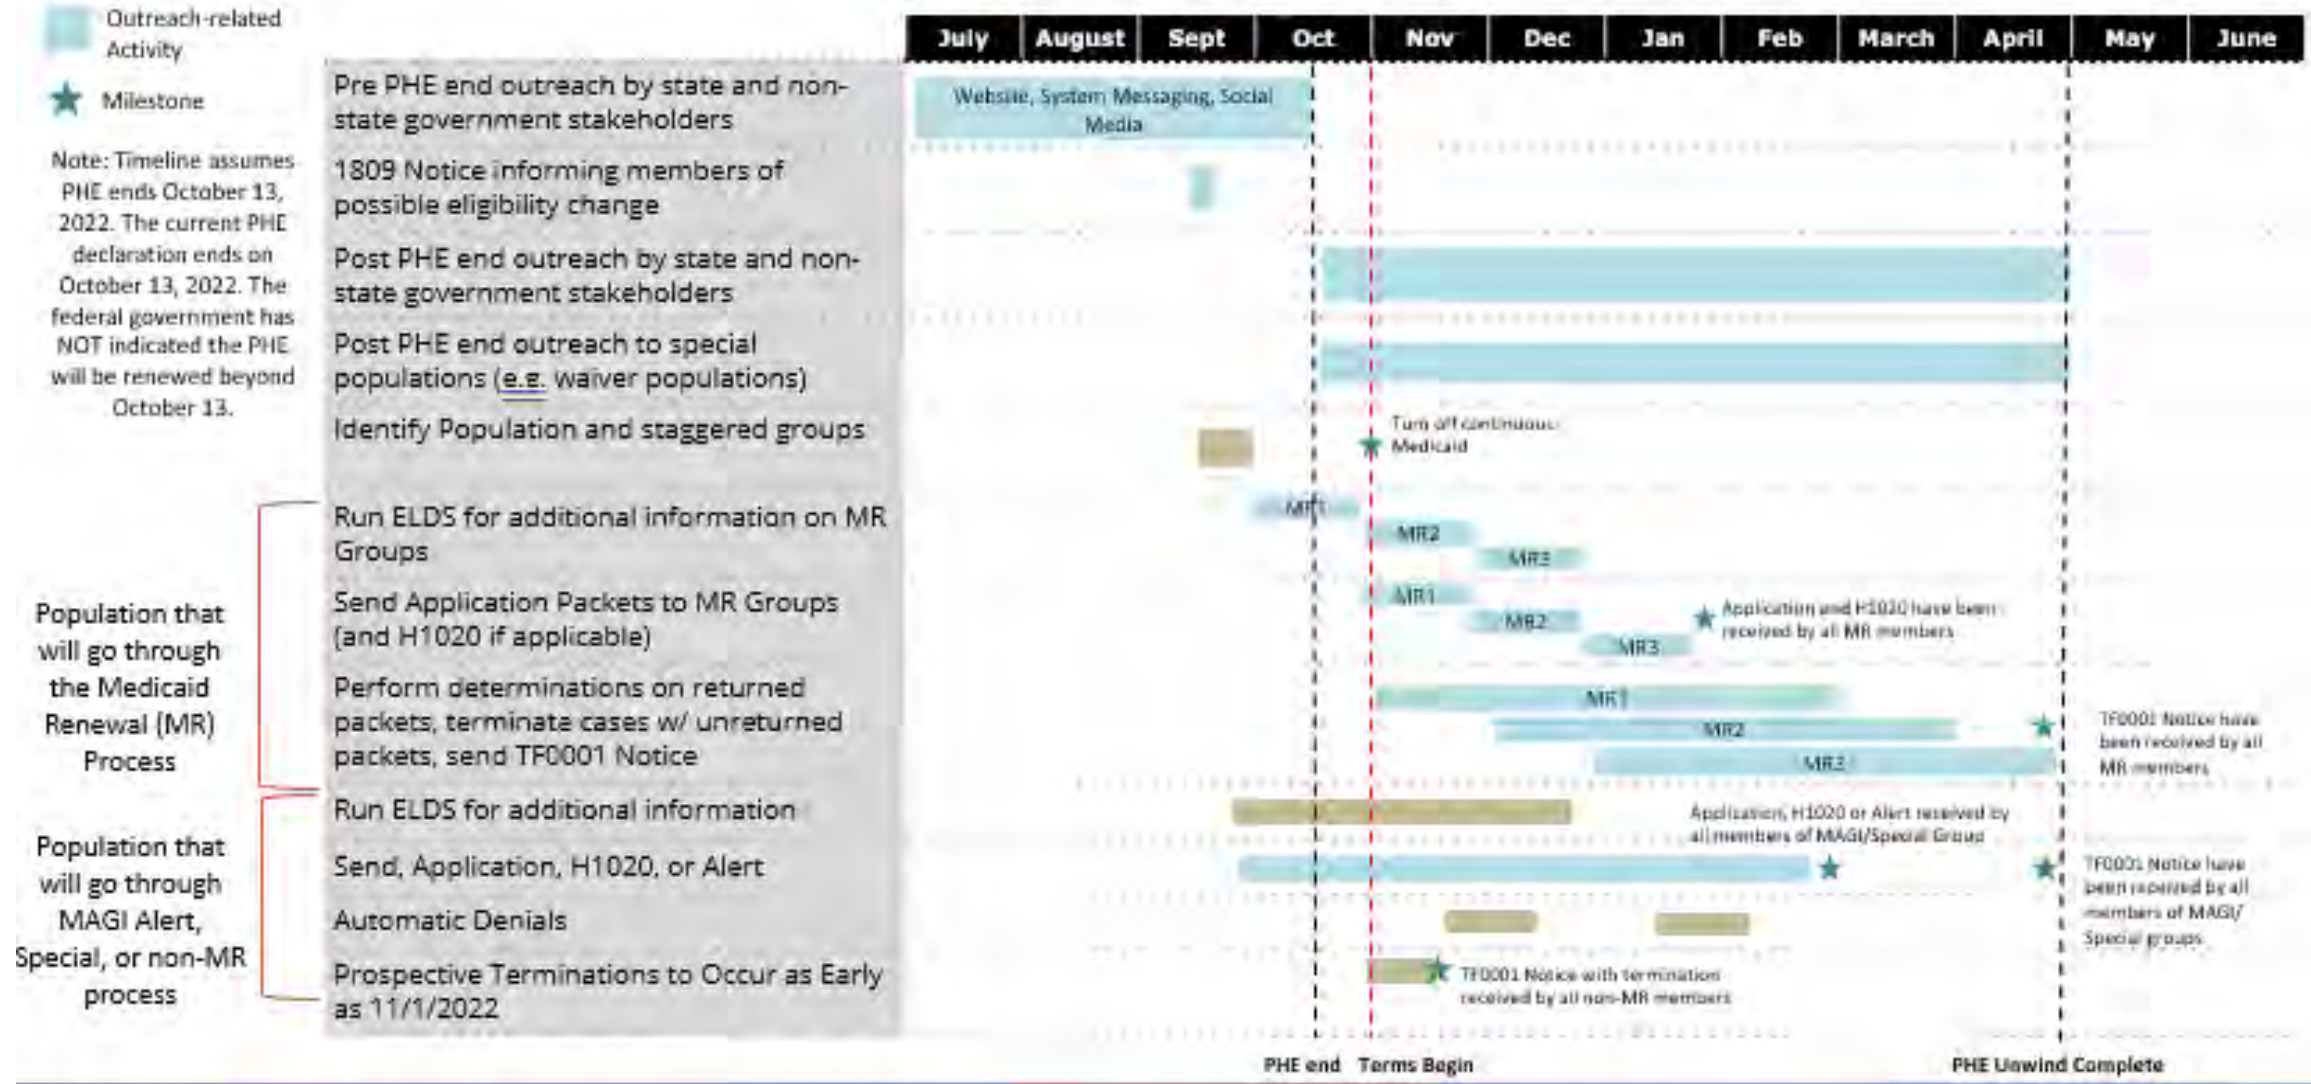 Outreach-related
Activity
Milestone
Note: Timeline assumes
PHE ends October 13,
2022. The current PHE
declaration ends on
October 13, 2022. The
federal government has
NOT indicated the PHE
will be renewed beyond
October 13.
July August Sept Oct Nov Dec Jan Feb March April May June
Pre PHE end outreach by state and non-
state government stakeholders
Website, System Messaging, Social
Media
1809 Notice informing members of
possible eligibility change
Post PHE end outreach by state and non-
state government stakeholders
Post PHE end outreach to special
populations (e.g. waiver populations)
Identify Population and staggered groups
Turn off continuous
Medicaid
Population that
will go through
the Medicaid
Renewal (MR)
Process
Run ELDS for additional information on MR
Groups
MR1
MR2
MR3
Send Application Packets to MR Groups
(and H1020 if applicable)
MR1
MR2
MR3
Application and H1020 have been
received by all MR members
Perform determinations on returned
packets, terminate cases w/ unreturned
packets, send TF0001 Notice
MR1
MR2
MR3
TF0001 Notice have
been received by all
MR members
Population that
will go through
MAGI Alert,
Special, or non-MR
process
Run ELDS for additional information
Application, H1020 or Alert received by
all members of MAGI/Special Group
Send, Application, H1020, or Alert
TF0001 Notice have
been received by all
members of MAGI/
Special groups
Automatic Denials
Prospective Terminations to Occur as Early
as 11/1/2022
TF0001 Notice with termination
received by all non-MR members
PHE end Terms Begin PHE Unwind Complete